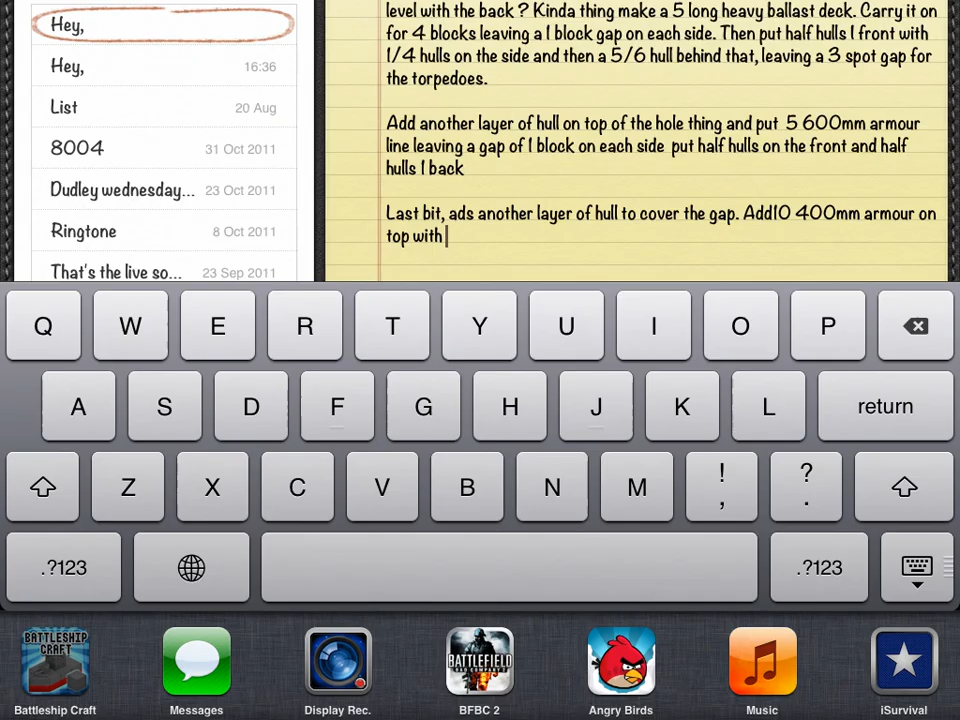 Hey,
Hey, 16:36
List 20 Aug
8004 31 Oct 2011
Dudley wednesday... 23 Oct 2011
Ringtone 8 Oct 2011
That's the live so... 23 Sep 2011
level with the back ? Kinda thing make a 5 long heavy ballast deck. Carry it on
for 4 blocks leaving a 1 block gap on each side. Then put half hulls 1 front with
1/4 hulls on the side and then a 5/6 hull behind that, leaving a 3 spot gap for
the torpedoes.
Add another layer of hull on top of the hole thing and put 5 600mm armour
line leaving a gap of 1 block on each side put half hulls on the front and half
hulls 1 back
Last bit, ads another layer of hull to cover the gap. Add10 400mm armour on
top with
Q W E R T Y U I O P
A S D F G H J K L return
Z X C V B N M ! , ? .
.?123 .?123
BATTLESHIP CRAFT
BATTLEFIELD BAD COMPANY 2
Battleship Craft Messages Display Rec. BFBC 2 Angry Birds Music iSurvival